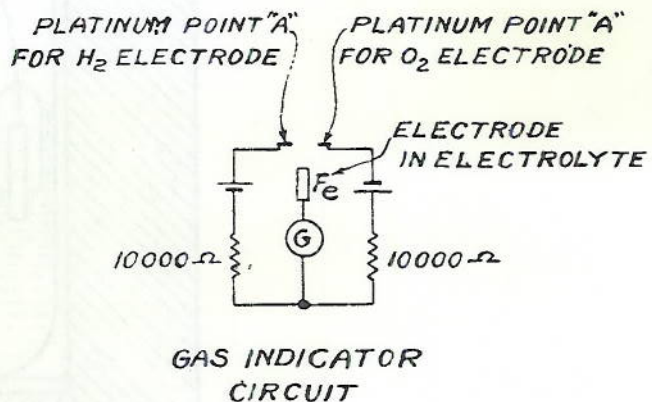 PLATINUM POINT "A"
FOR H₂ ELECTRODE
PLATINUM POINT "A"
FOR O₂ ELECTRODE
ELECTRODE
IN ELECTROLYTE
Fe
G
10000 Ω
10000 Ω
GAS INDICATOR
CIRCUIT